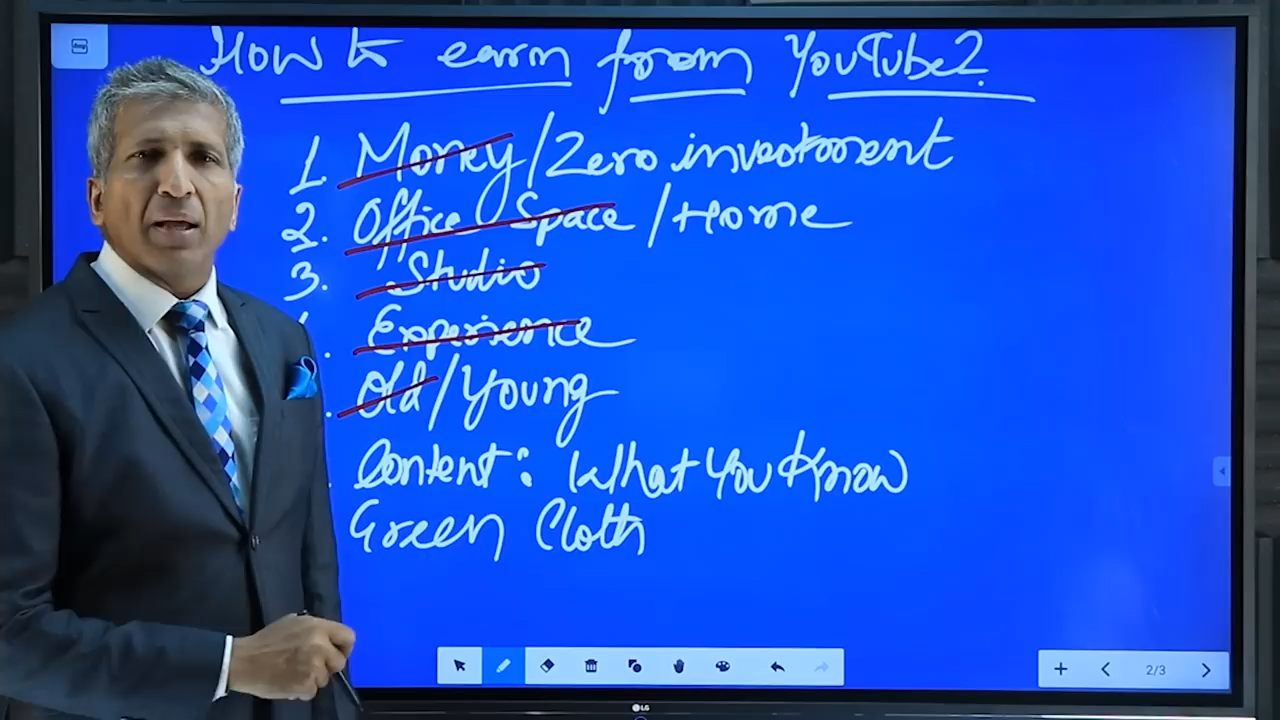 How to earn from YouTube?
1. Money/Zero investment
2. Office Space/Home
3. Studio
. Experience
. Old/Young
. Content: What You Know
Green Cloth
2/3
LG